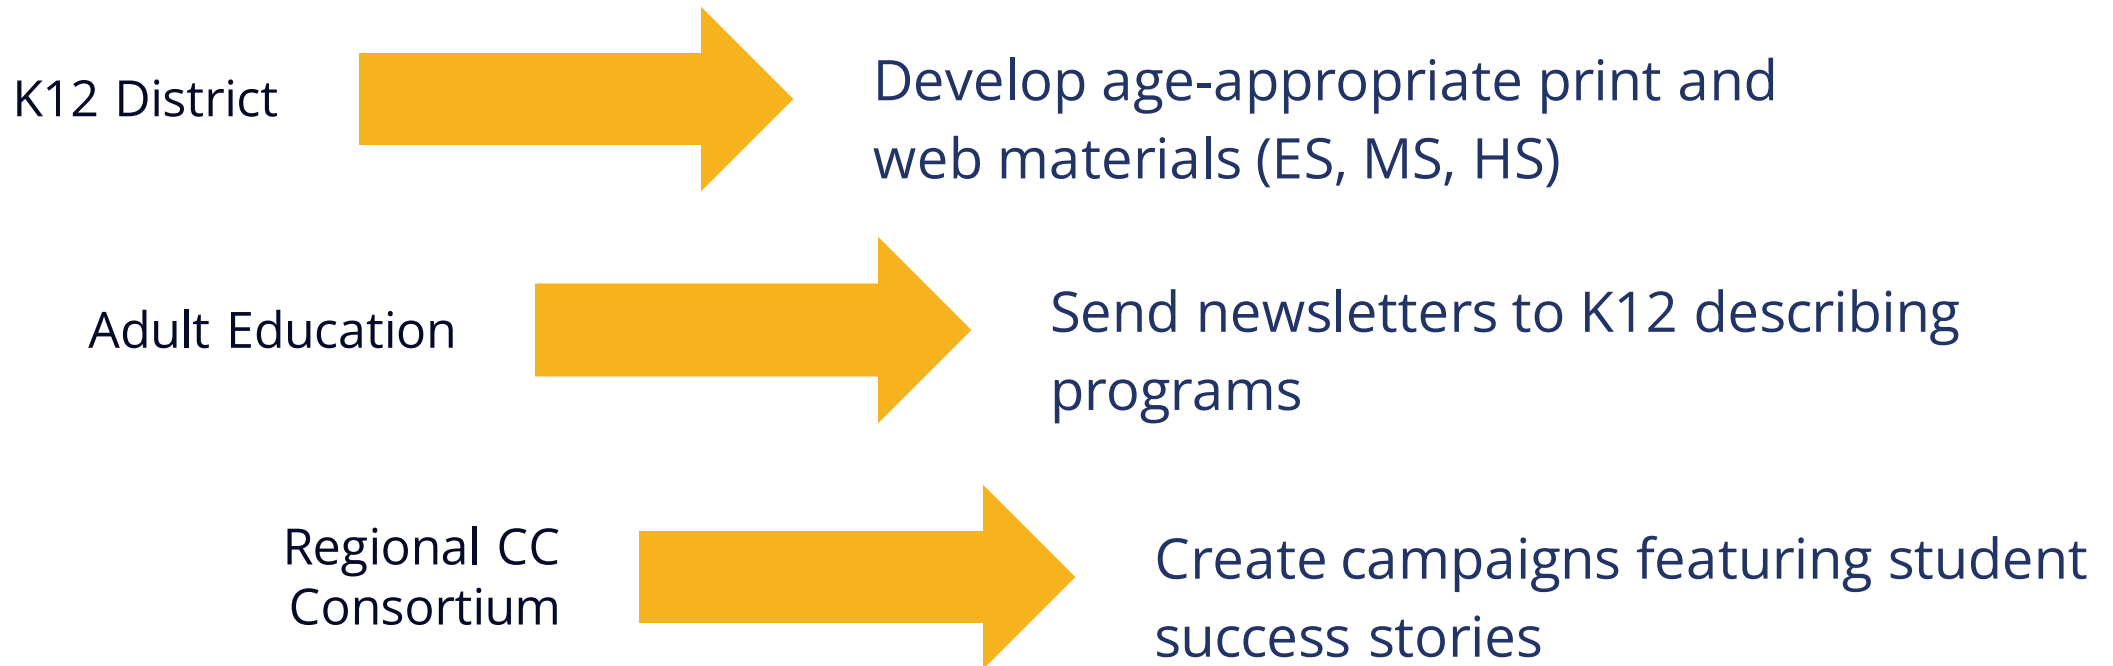 K12 District
Develop age-appropriate print and
web materials (ES, MS, HS)
Adult Education
Send newsletters to K12 describing
programs
Regional CC
Consortium
Create campaigns featuring student
success stories